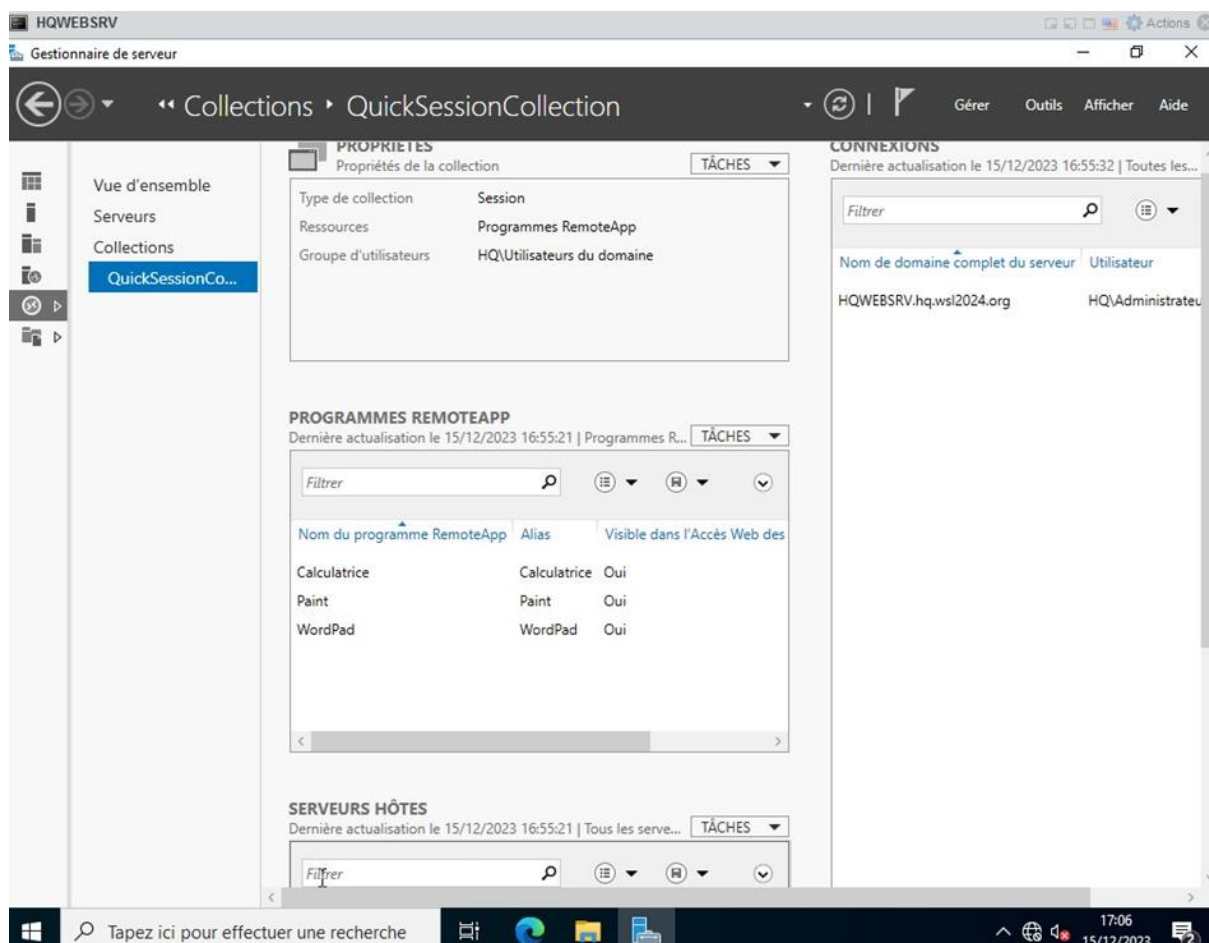 HQWEBSRV
Actions
Gestionnaire de serveur
Collections QuickSessionCollection
Gérer Outils Afficher Aide
Vue d'ensemble
Serveurs
Collections
QuickSessionCo...
PROPRIÉTÉS
Propriétés de la collection
TÂCHES
Type de collection Session
Ressources Programmes RemoteApp
Groupe d'utilisateurs HQ\Utilisateurs du domaine
PROGRAMMES REMOTEAPP
Dernière actualisation le 15/12/2023 16:55:21 | Programmes R... TÂCHES
Filtrer
Nom du programme RemoteApp Alias Visible dans l'Accès Web des
Calculatrice Calculatrice Oui
Paint Paint Oui
WordPad WordPad Oui
SERVEURS HÔTES
Dernière actualisation le 15/12/2023 16:55:21 | Tous les serve... TÂCHES
Filtrer
CONNEXIONS
Dernière actualisation le 15/12/2023 16:55:32 | Toutes les...
Filtrer
Nom de domaine complet du serveur Utilisateur
HQWEBSRV.hq.wsl2024.org HQ\Administrateu
Tapez ici pour effectuer une recherche
17:06
15/12/2023
2